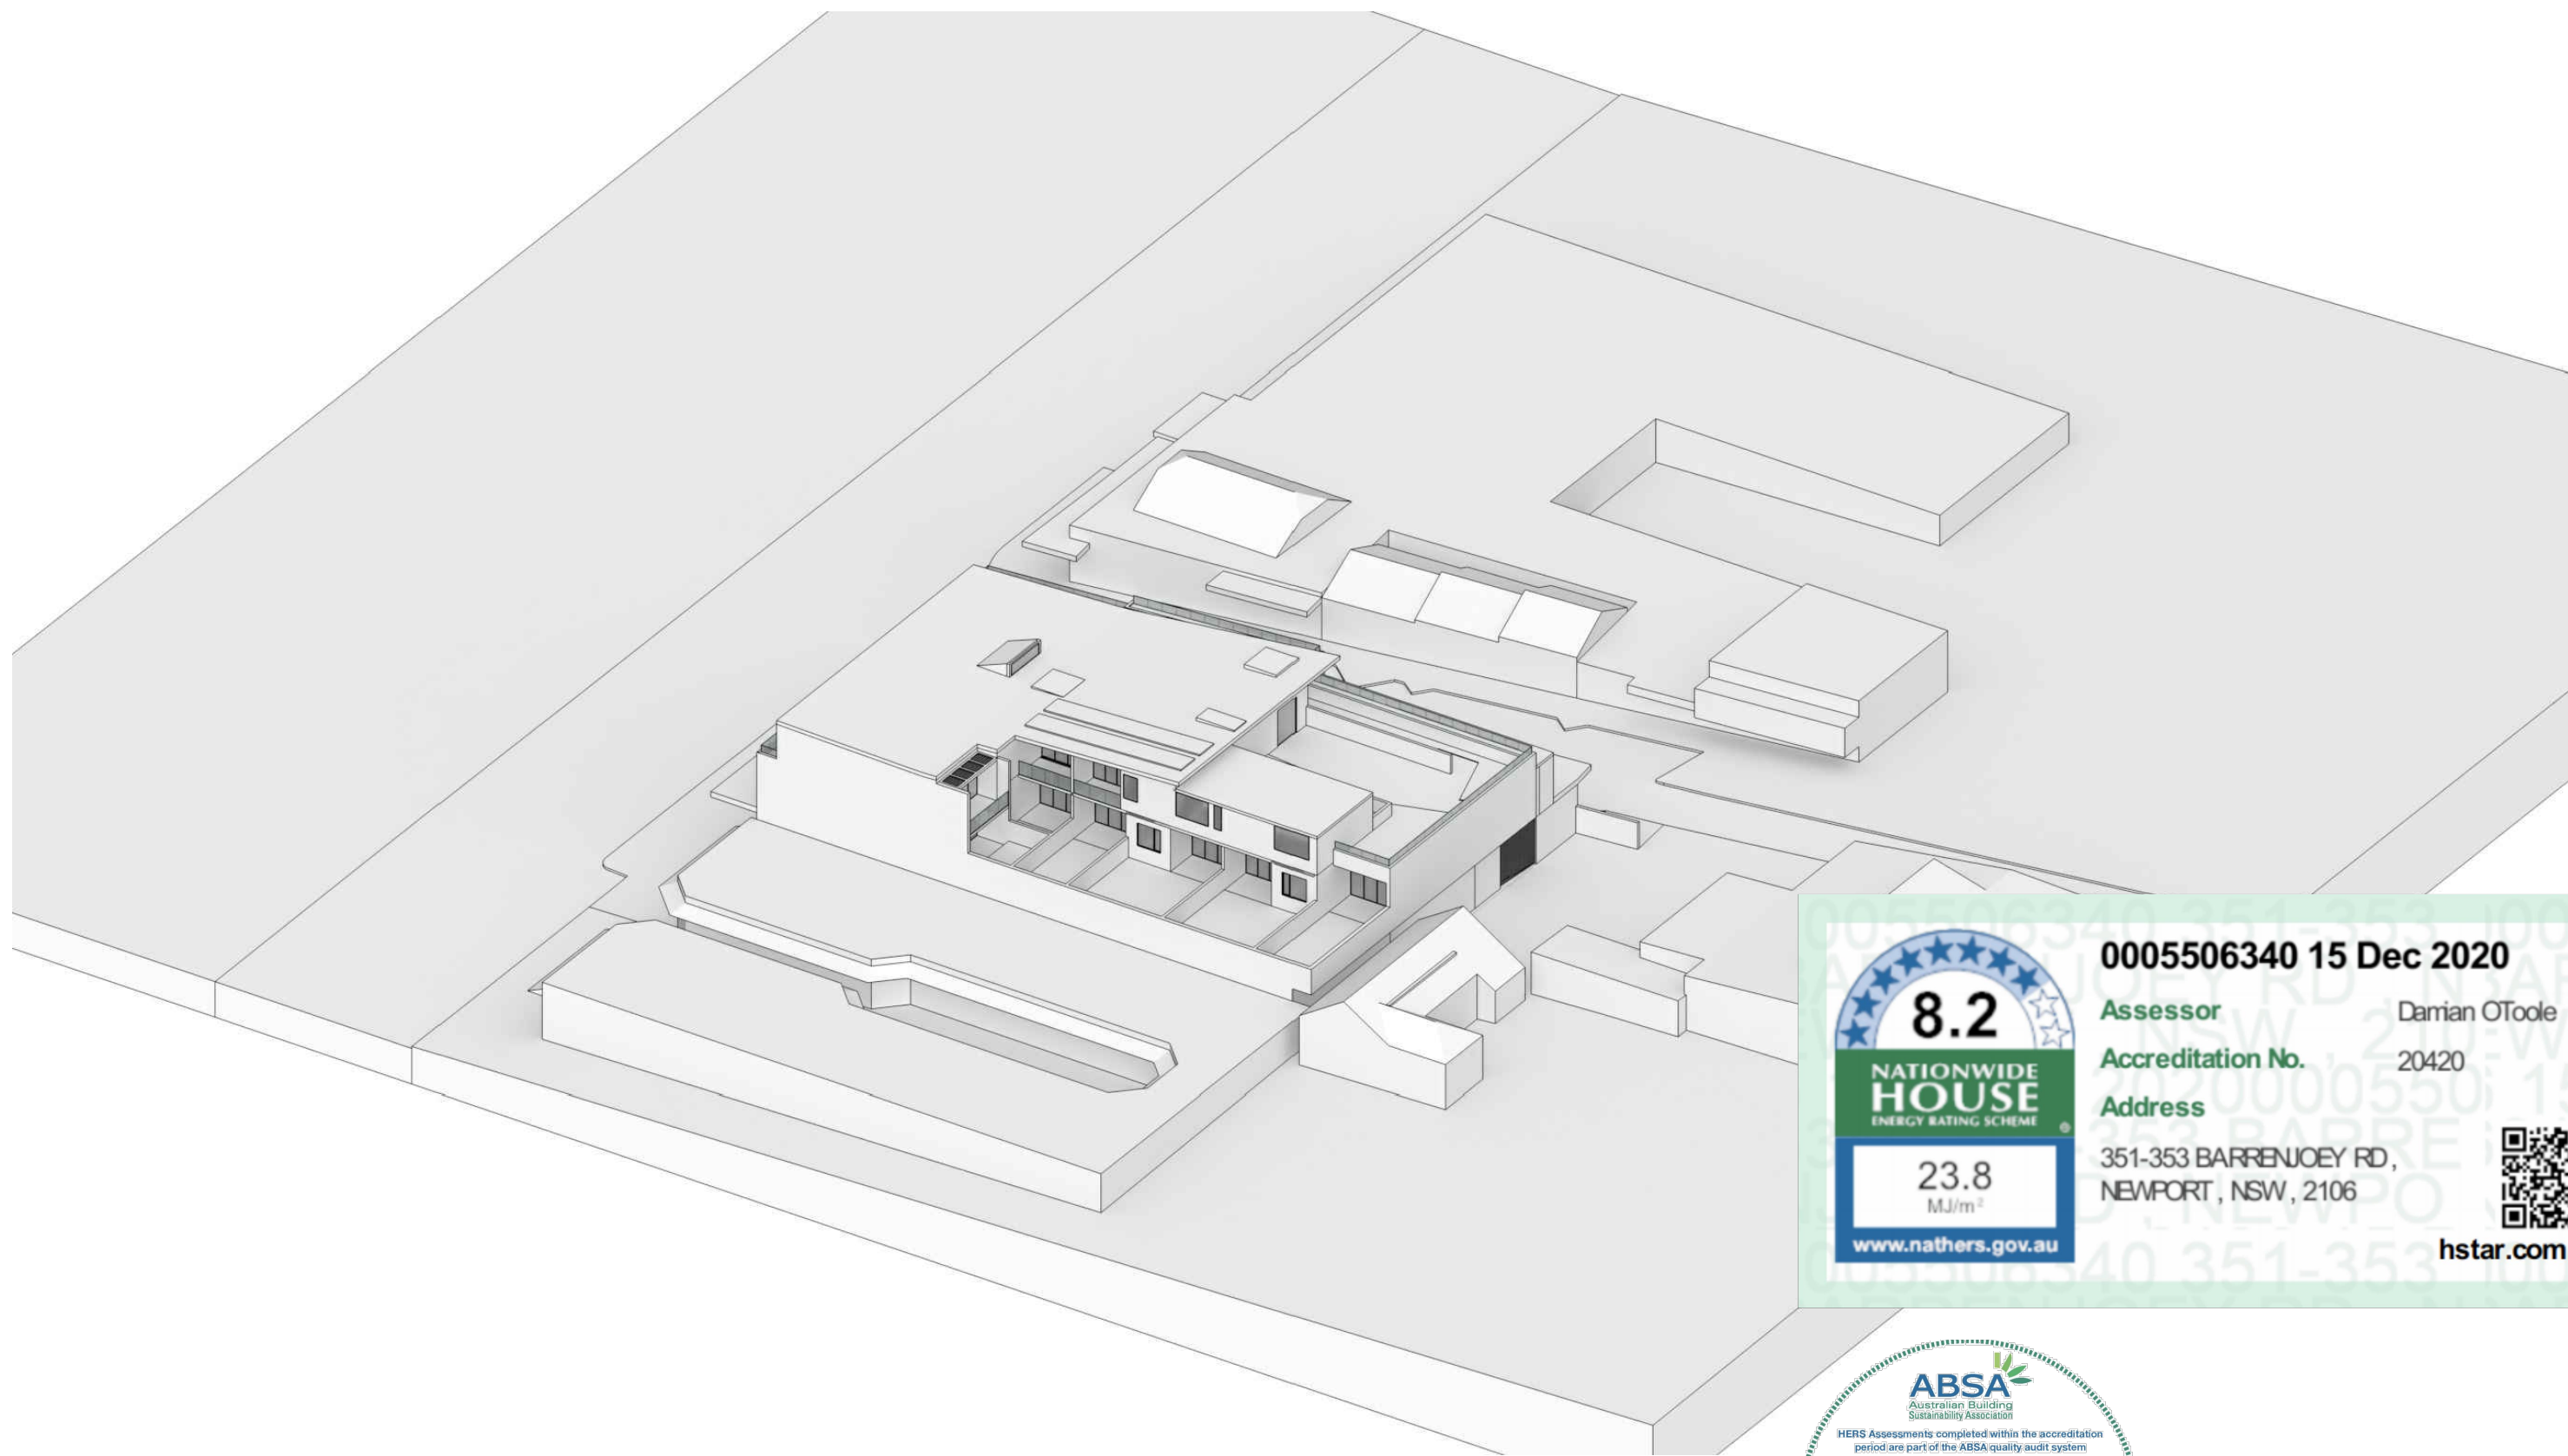 0005506340 15 Dec 2020
Assessor Damian OToole
Accreditation No. 20420
Address
351-353 BARRENJOEY RD ,
NEWPORT , NSW , 2106
hstar.com
8.2
NATIONWIDE
HOUSE
ENERGY RATING SCHEME
23.8
MJ/m²
www.nathers.gov.au
ABSA
Australian Building
Sustainability Association
HERS Assessments completed within the accreditation
period are part of the ABSA quality audit system